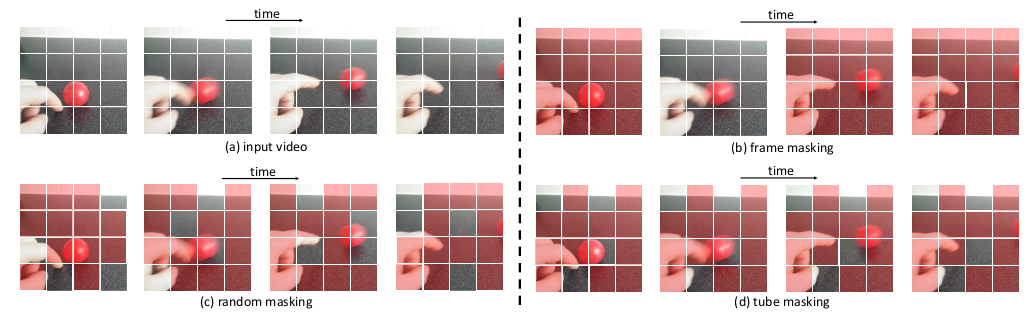 time
(a) input video
time
(b) frame masking
time
(c) random masking
time
(d) tube masking